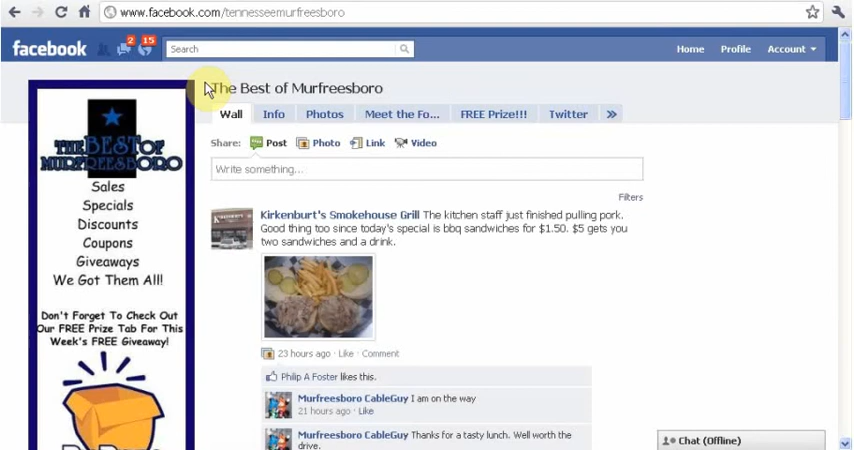 www.facebook.com/tennesseemurfreesboro
facebook 2 15 Search Home Profile Account
The Best of Murfreesboro
Wall Info Photos Meet the Fo... FREE Prize!!! Twitter »
Share: Post Photo Link Video
Write something...
Filters
THE BEST OF
MURFREESBORO
Sales
Specials
Discounts
Coupons
Giveaways
We Got Them All!
Don't Forget To Check Out
Our FREE Prize Tab For This
Week's FREE Giveaway!
Kirkenburt's Smokehouse Grill The kitchen staff just finished pulling pork.
Good thing too since today's special is bbq sandwiches for $1.50. $5 gets you
two sandwiches and a drink.
23 hours ago · Like · Comment
Philip A Foster likes this.
Murfreesboro CableGuy I am on the way
21 hours ago · Like
Murfreesboro CableGuy Thanks for a tasty lunch. Well worth the
drive.
Chat (Offline)